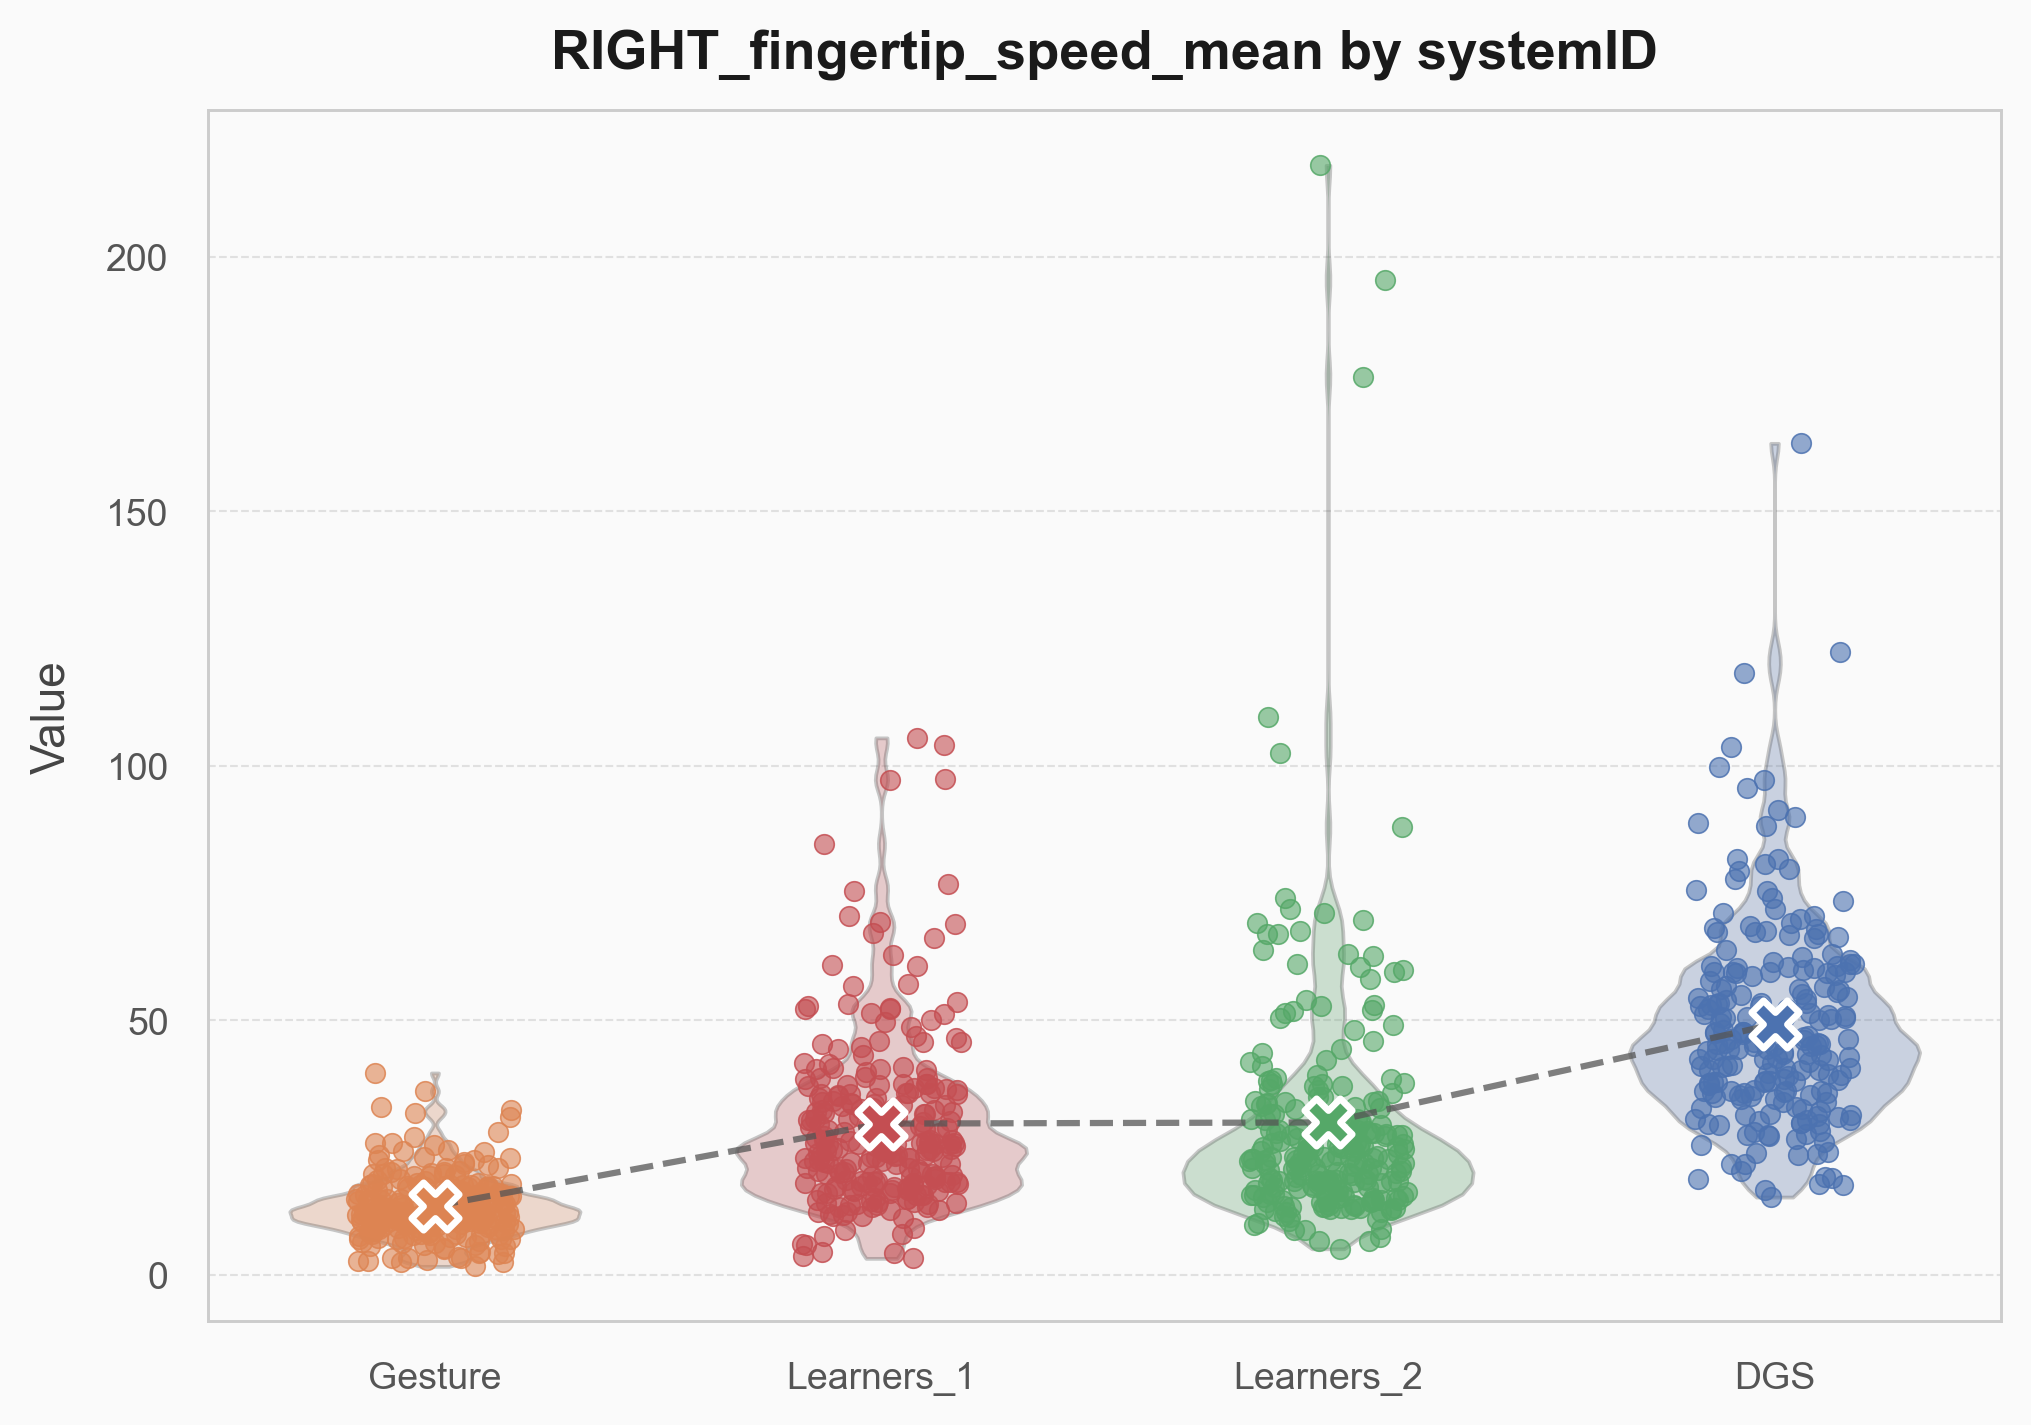 RIGHT_fingertip_speed_mean by systemID
Value
200
150
100
50
0
Gesture
Learners_1
Learners_2
DGS